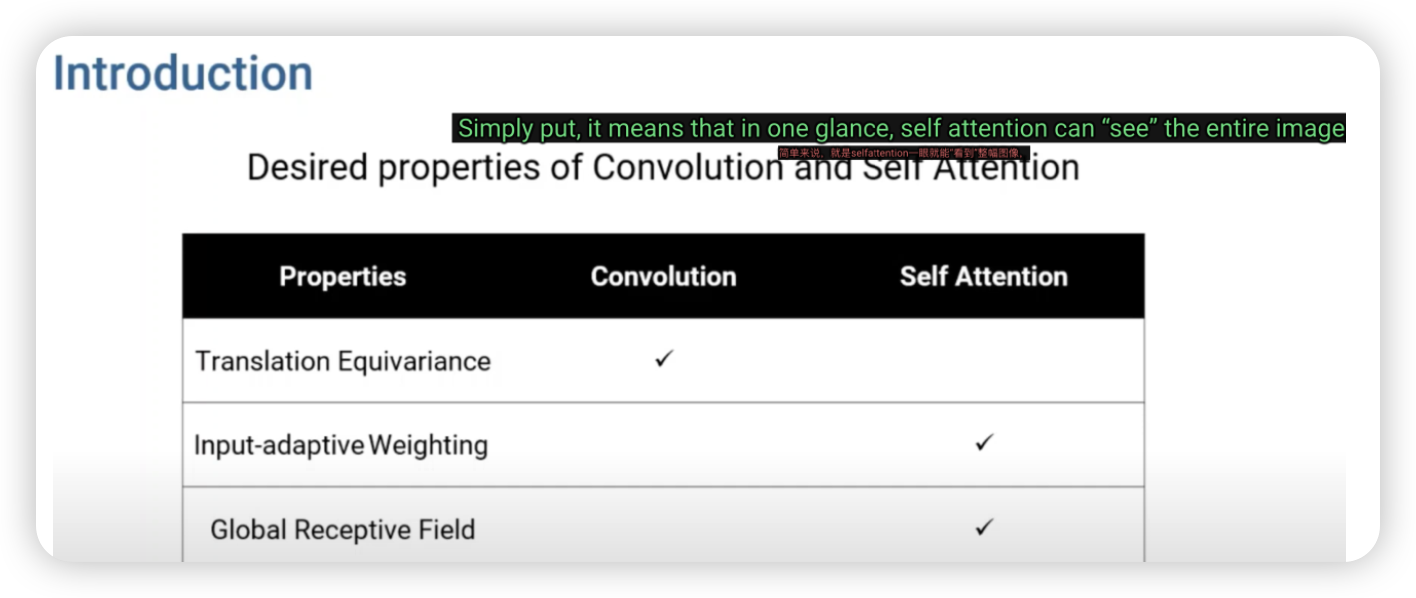 Introduction
Simply put, it means that in one glance, self attention can “see” the entire image
简单来说，就是selfattention一眼就能“看到”整幅图像，
Desired properties of Convolution and Self Attention
Properties Convolution Self Attention
Translation Equivariance ✓
Input-adaptive Weighting ✓
Global Receptive Field ✓